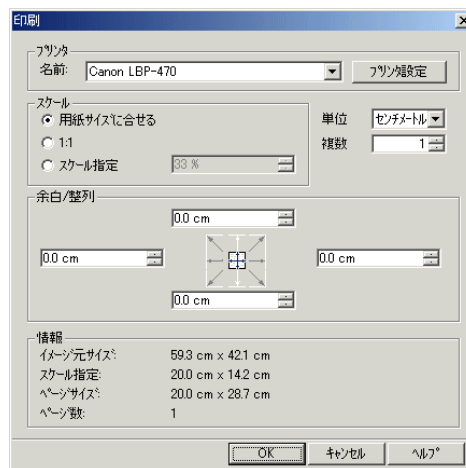 印刷
プリンタ
名前: Canon LBP-470 プリンタ設定
スケール
用紙サイズに合せる 単位 センチメートル
1:1 複数 1
スケール指定 33 %
余白/整列
0.0 cm
0.0 cm 0.0 cm
0.0 cm
情報
イメージ元サイズ: 59.3 cm x 42.1 cm
スケール指定: 20.0 cm x 14.2 cm
ページサイズ: 20.0 cm x 28.7 cm
ページ数: 1
OK キャンセル ヘルプ